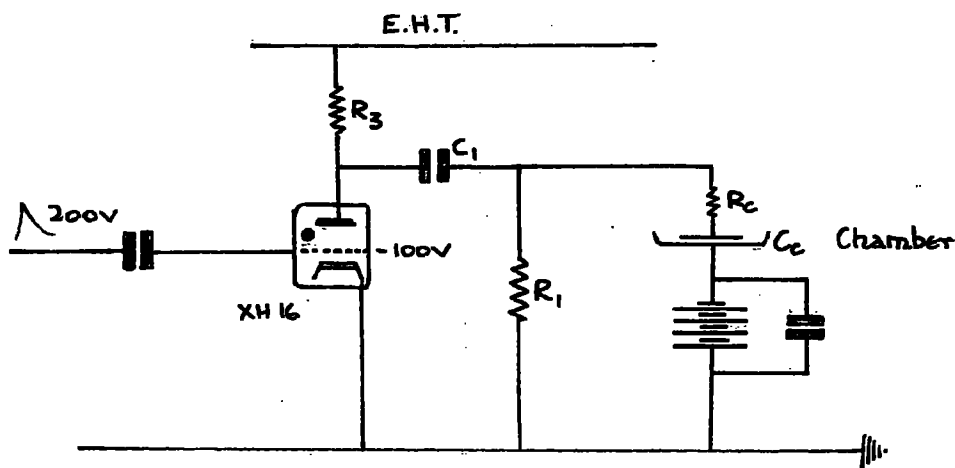 E.H.T.
R3
C1
200V
-100V
XH 16
R1
Rc
Cc
Chamber